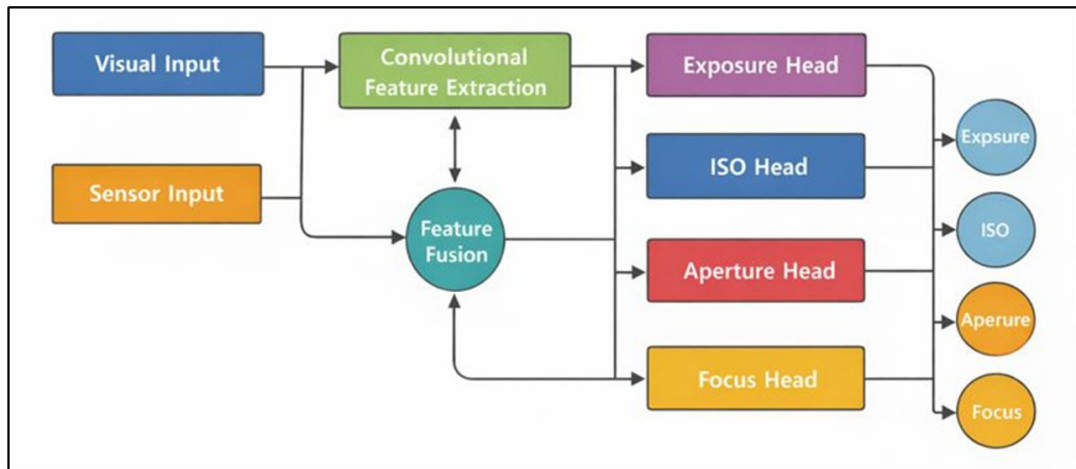 Visual Input
Convolutional
Feature Extraction
Exposure Head
Expsure
Sensor Input
ISO Head
Feature
Fusion
ISO
Aperture Head
Aperure
Focus Head
Focus